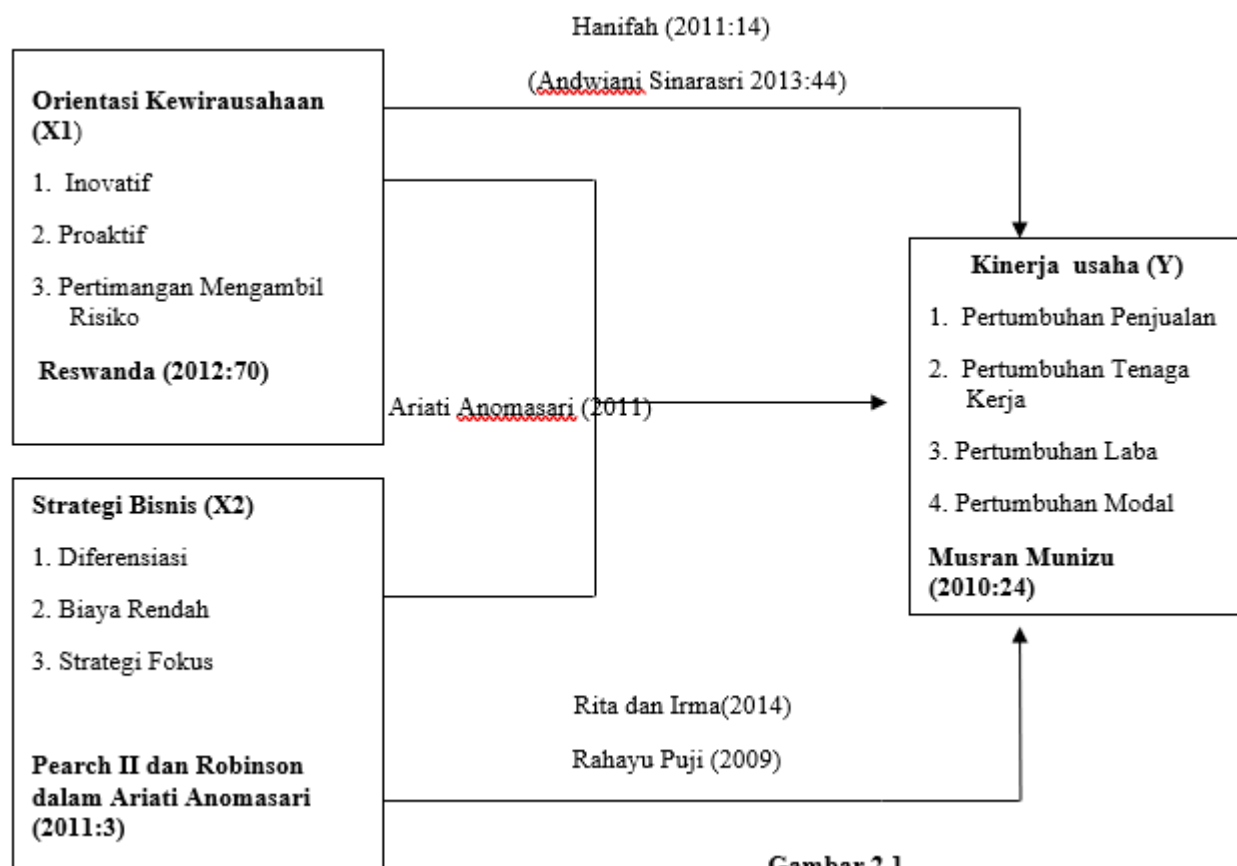 Hanifah (2011:14)
(Andwiani Sinarasri 2013:44)
Orientasi Kewirausahaan
(X1)
1. Inovatif
2. Proaktif
3. Pertimangan Mengambil
Risiko
Reswanda (2012:70)
Ariati Anomasari (2011)
Strategi Bisnis (X2)
1. Diferensiasi
2. Biaya Rendah
3. Strategi Fokus
Pearch II dan Robinson
dalam Ariati Anomasari
(2011:3)
Kinerja usaha (Y)
1. Pertumbuhan Penjualan
2. Pertumbuhan Tenaga
Kerja
3. Pertumbuhan Laba
4. Pertumbuhan Modal
Musran Munizu
(2010:24)
Rita dan Irma(2014)
Rahayu Puji (2009)
Gambar 2.1